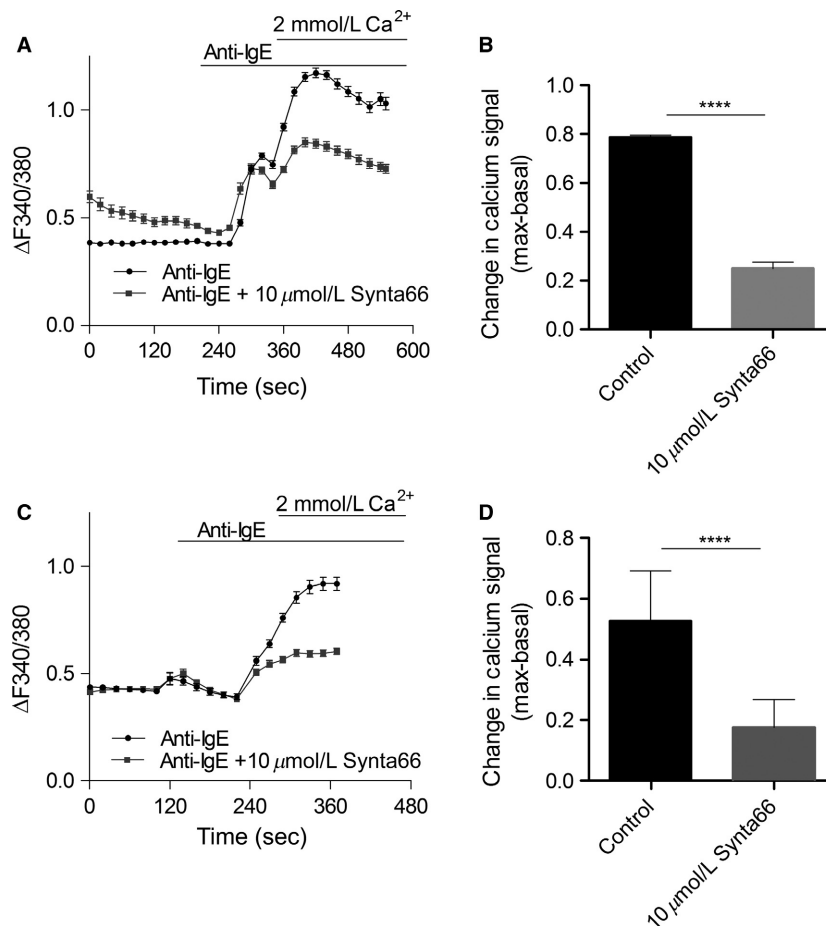 A
2 mmol/L Ca2+
Anti-IgE
1.0
0.5
0.0
ΔF340/380
Anti-IgE
Anti-IgE + 10 μmol/L Synta66
0 120 240 360 480 600
Time (sec)
B
****
1.0
0.8
0.6
0.4
0.2
0.0
Change in calcium signal
(max-basal)
Control
10 μmol/L Synta66
C
2 mmol/L Ca2+
Anti-IgE
1.0
0.5
0.0
ΔF340/380
Anti-IgE
Anti-IgE +10 μmol/L Synta66
0 120 240 360 480
Time (sec)
D
****
0.8
0.6
0.4
0.2
0.0
Change in calcium signal
(max-basal)
Control
10 μmol/L Synta66